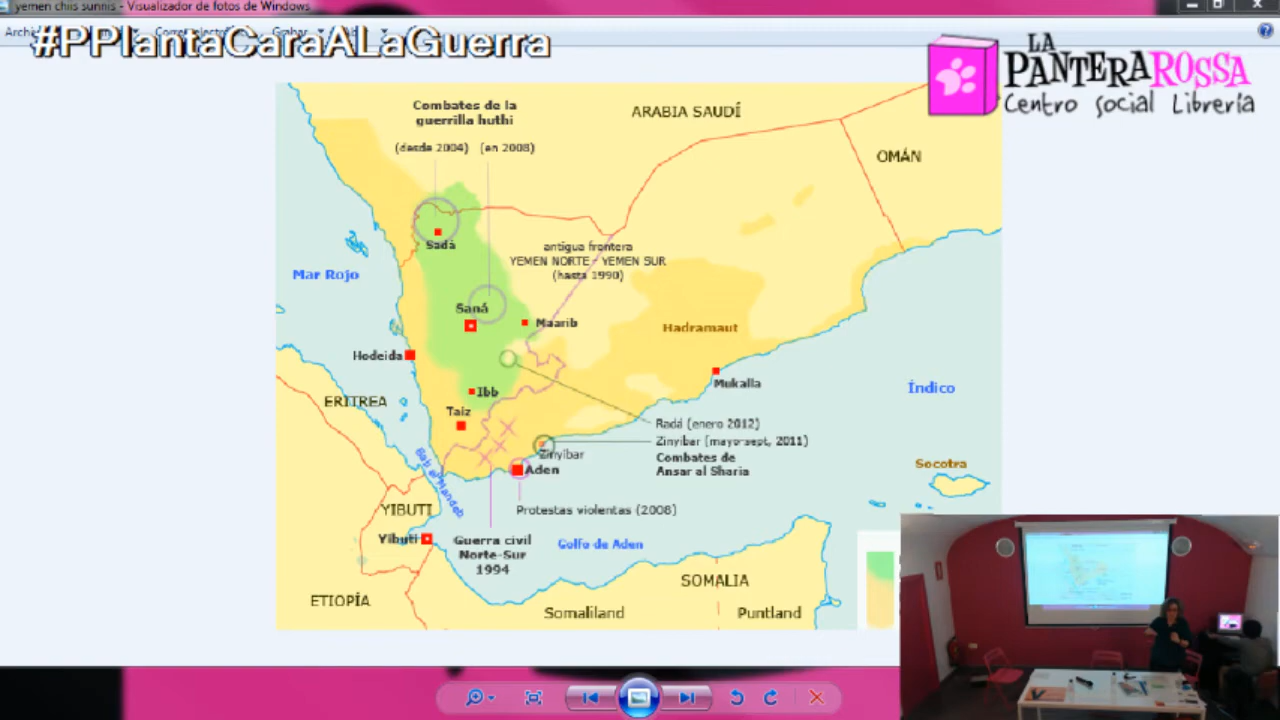 yemen chiis sunnis - Visualizador de fotos de Windows
#PPlantaCaraALaGuerra
LA
PANTERA ROSSA
Centro social Librería
Combates de la
guerrilla huthi
(desde 2004) (en 2008)
ARABIA SAUDÍ
OMÁN
Sadá
antigua frontera
YEMEN NORTE - YEMEN SUR
(hasta 1990)
Mar Rojo
Saná
Maarib
Hadramaut
Hodeida
Mukalla
Índico
Ibb
ERITREA
Taiz
Radá (enero 2012)
Zinyibar (mayo-sept, 2011)
Zinyibar
Combates de
Ansar al Sharia
Aden
Socotra
Bab al Mandeb
YIBUTI
Protestas violentas (2008)
Yibuti
Guerra civil
Norte-Sur
1994
Golfo de Aden
SOMALIA
ETIOPÍA
Somaliland
Puntland